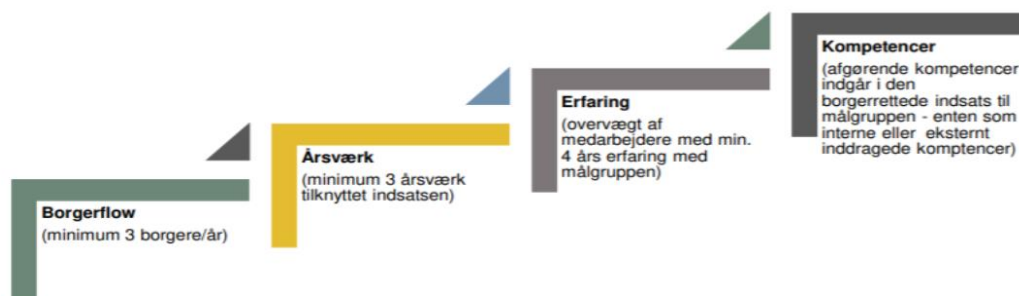 Borgerflow
(minimum 3 borgere/år)
Årsværk
(minimum 3 årsværk
tilknyttet indsatsen)
Erfaring
(overvægt af
medarbejdere med min.
4 års erfaring med
målgruppen)
Kompetencer
(afgørende kompetencer
indgår i den
borgerrettede indsats til
målgruppen - enten som
interne eller eksternt
inddragede komptencer)